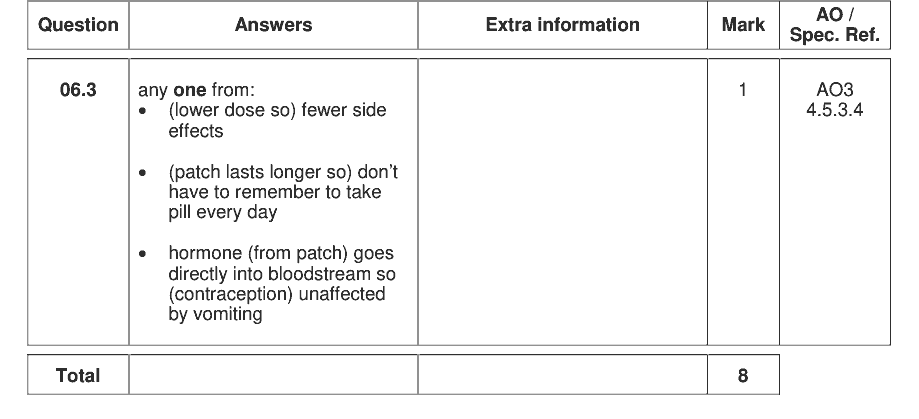 Question Answers Extra information Mark AO /
Spec. Ref.
06.3 any one from: 1 AO3
• (lower dose so) fewer side 4.5.3.4
effects
• (patch lasts longer so) don't
have to remember to take
pill every day
• hormone (from patch) goes
directly into bloodstream so
(contraception) unaffected
by vomiting
Total 8